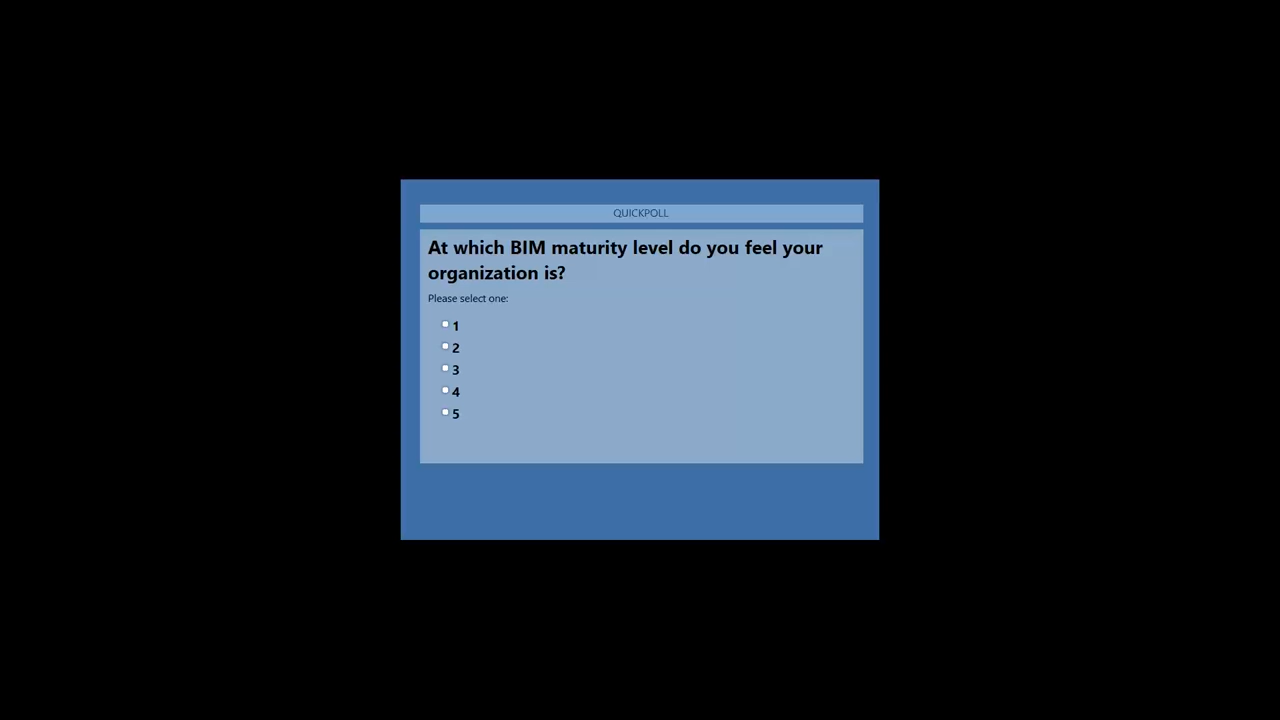 QUICKPOLL
At which BIM maturity level do you feel your
organization is?
Please select one:
1
2
3
4
5